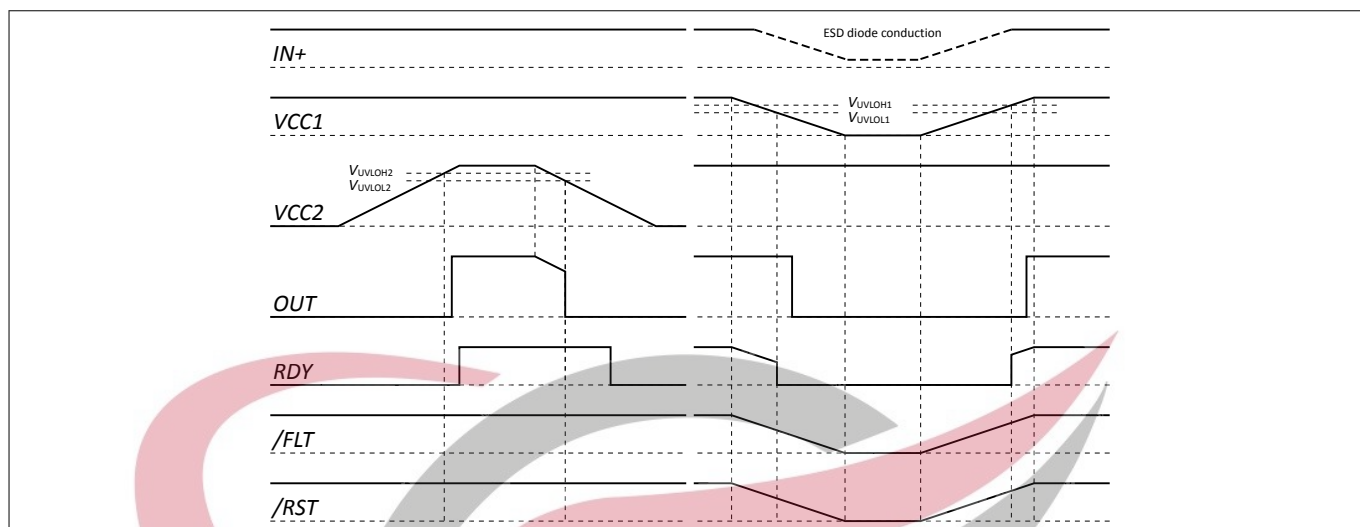 IN+
ESD diode conduction
VCC1
VUVLOH1
VUVLOL1
VCC2
VUVLOH2
VUVLOL2
OUT
RDY
/FLT
/RST